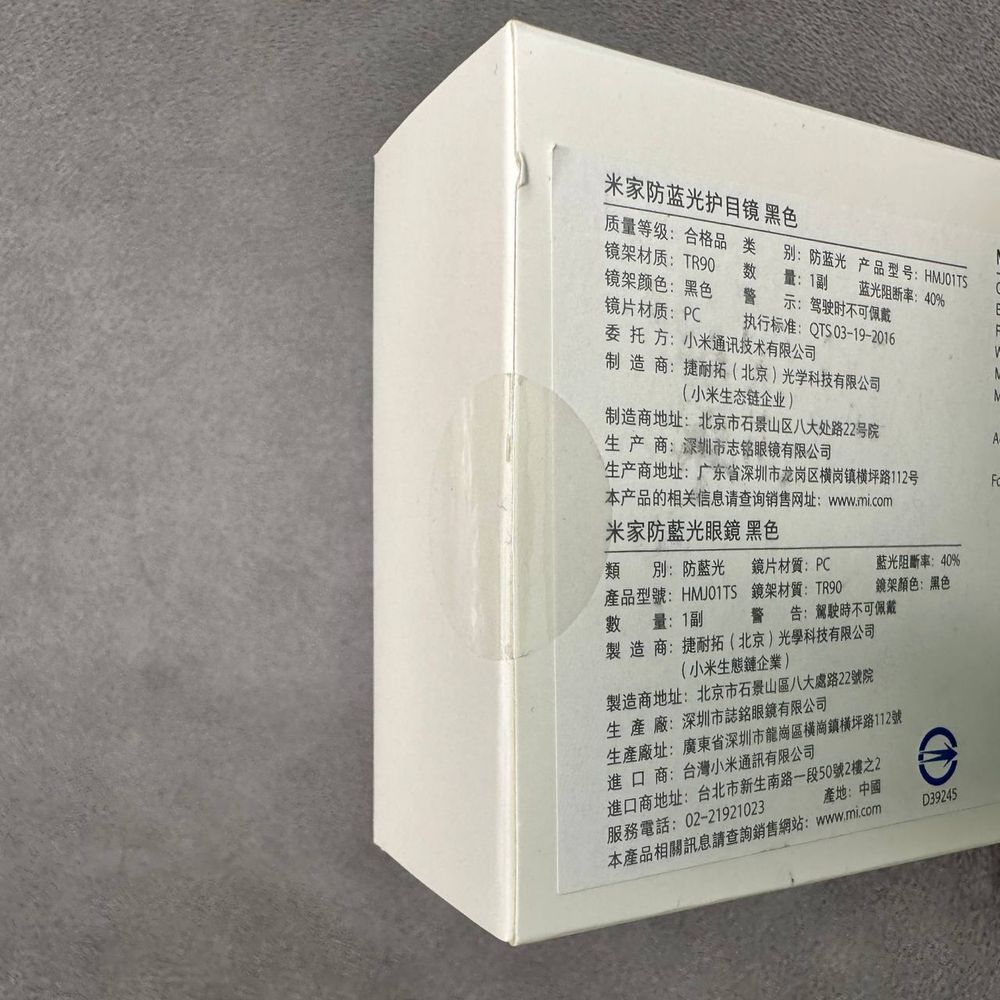 米家防蓝光护目镜 黑色
质量等级：合格品 类 别：防蓝光 产品型号：HMJ01TS
镜架材质：TR90 数 量：1副 蓝光阻断率：40%
镜架颜色：黑色 警 示：驾驶时不可佩戴
镜片材质：PC 执行标准：QTS 03-19-2016
委 托 方：小米通讯技术有限公司
制 造 商：捷耐拓（北京）光学科技有限公司
（小米生态链企业）
制造商地址：北京市石景山区八大处路22号院
生 产 商：深圳市志铭眼镜有限公司
生产商地址：广东省深圳市龙岗区横岗镇横坪路112号
本产品的相关信息请查询销售网址：www.mi.com
米家防藍光眼鏡 黑色
類 別：防藍光 鏡片材質：PC 藍光阻斷率：40%
產品型號：HMJ01TS 鏡架材質：TR90 鏡架顏色：黑色
數 量：1副 警 告：駕駛時不可佩戴
製 造 商：捷耐拓（北京）光學科技有限公司
（小米生態鏈企業）
製造商地址：北京市石景山區八大處路22號院
生 產 廠：深圳市誌銘眼鏡有限公司
生產廠址：廣東省深圳市龍崗區橫崗鎮橫坪路112號
進 口 商：台灣小米通訊有限公司
進口商地址：台北市新生南路一段50號2樓之2
服務電話：02-21921023 產地：中國
本產品相關訊息請查詢銷售網站：www.mi.com
D39245